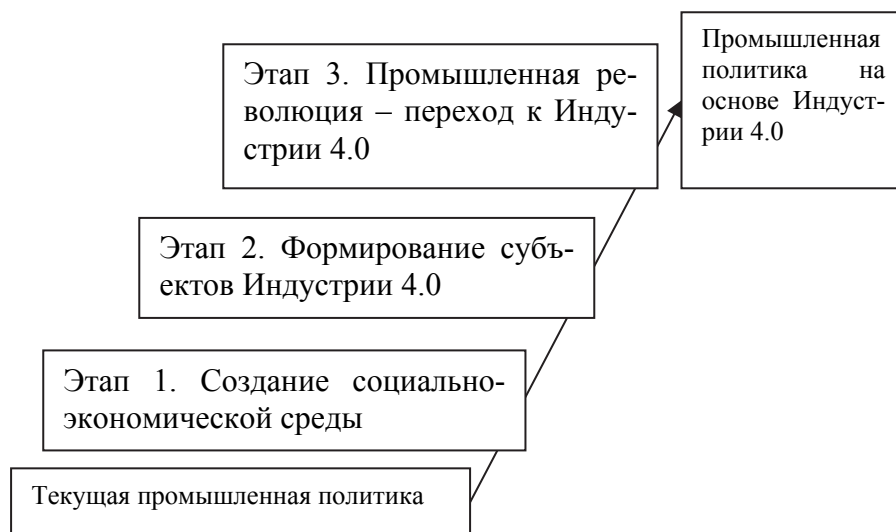 Этап 3. Промышленная ре-
волюция – переход к Инду-
стрии 4.0
Промышленная
политика на
основе Индуст-
рии 4.0
Этап 2. Формирование субъ-
ектов Индустрии 4.0
Этап 1. Создание социально-
экономической среды
Текущая промышленная политика